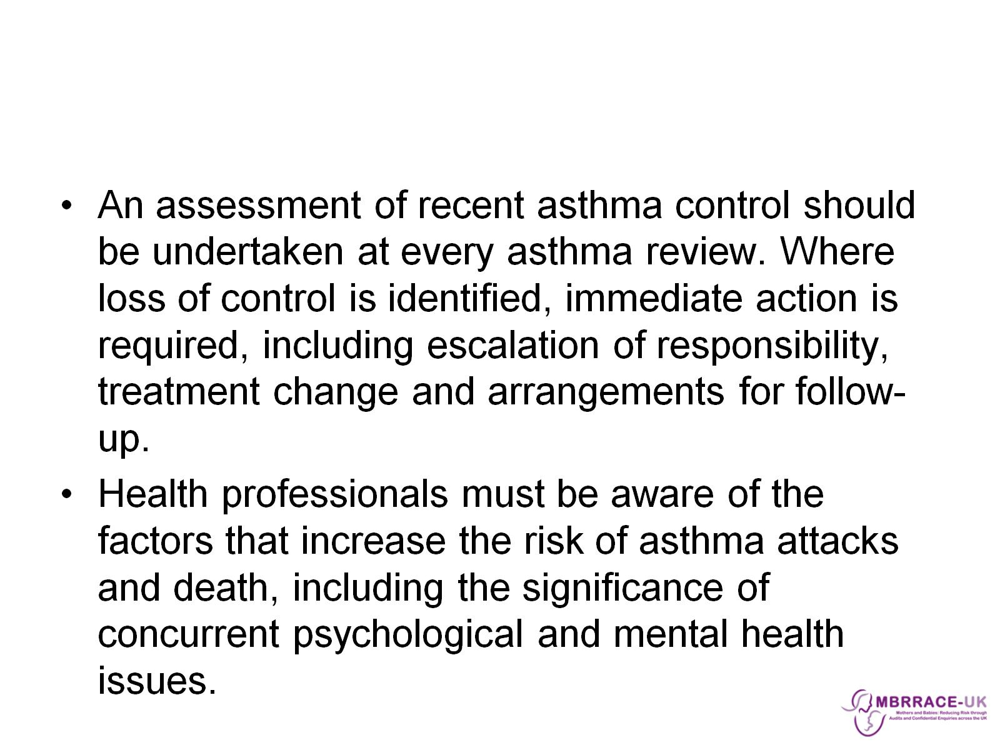 • An assessment of recent asthma control should
be undertaken at every asthma review. Where
loss of control is identified, immediate action is
required, including escalation of responsibility,
treatment change and arrangements for follow-
up.
• Health professionals must be aware of the
factors that increase the risk of asthma attacks
and death, including the significance of
concurrent psychological and mental health
issues.
MBRRACE-UK
Mothers and Babies: Reducing Risk through
Audits and Confidential Enquiries across the UK